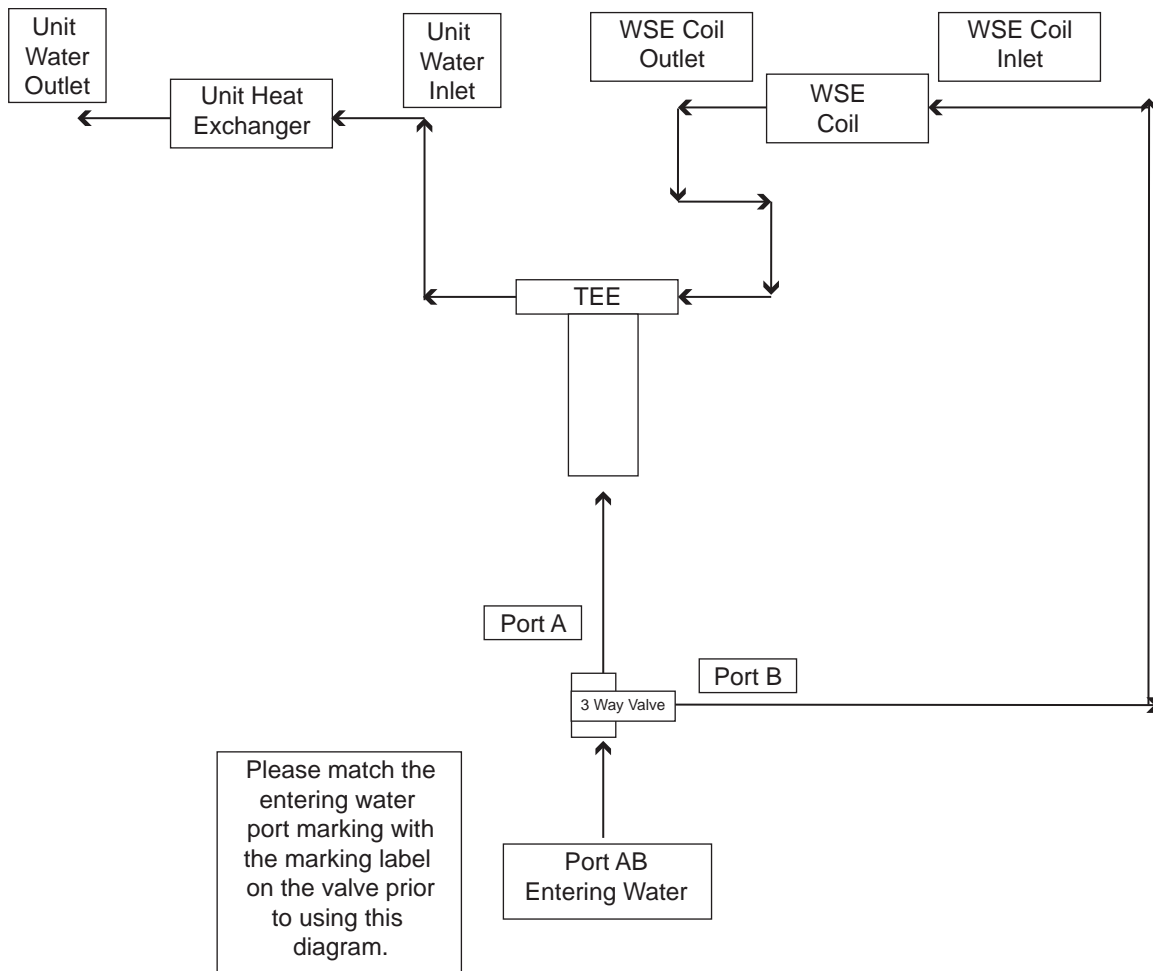 Unit
Water
Outlet
Unit Heat
Exchanger
Unit
Water
Inlet
WSE Coil
Outlet
WSE
Coil
WSE Coil
Inlet
TEE
Port A
Port B
3 Way Valve
Port AB
Entering Water
Please match the
entering water
port marking with
the marking label
on the valve prior
to using this
diagram.